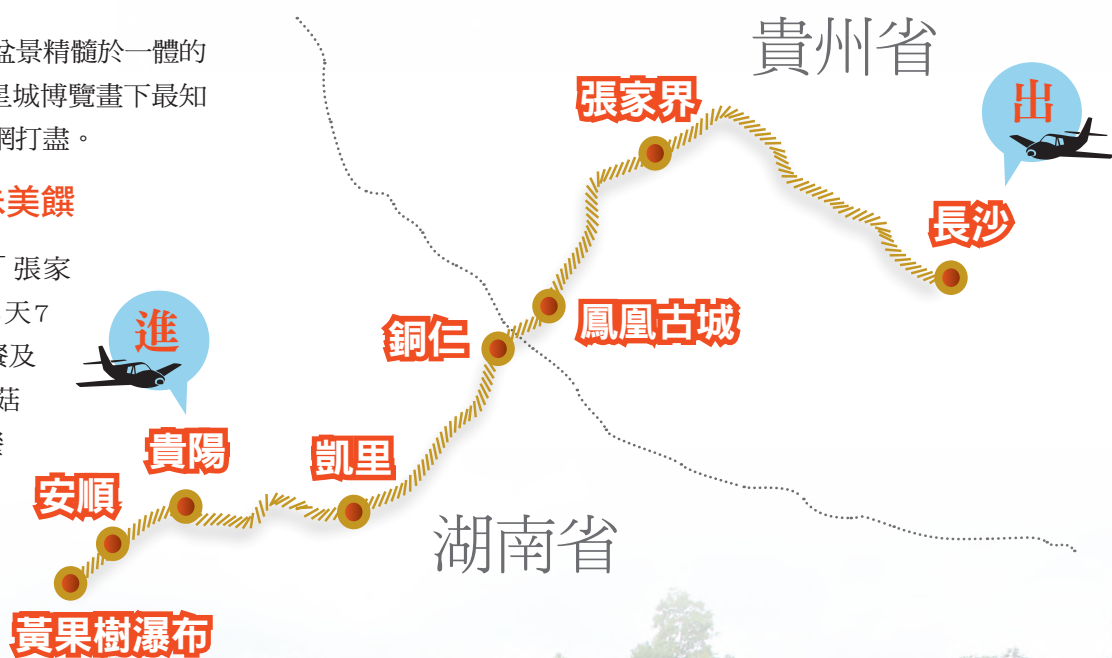 盆景精髓於一體的
星城博覽畫下最知
網打盡。
美饌
「張家
天7
餐及
菇
貴州省
張家界
出
長沙
鳳凰古城
銅仁
進
貴陽
凱里
安順
湖南省
黃果樹瀑布